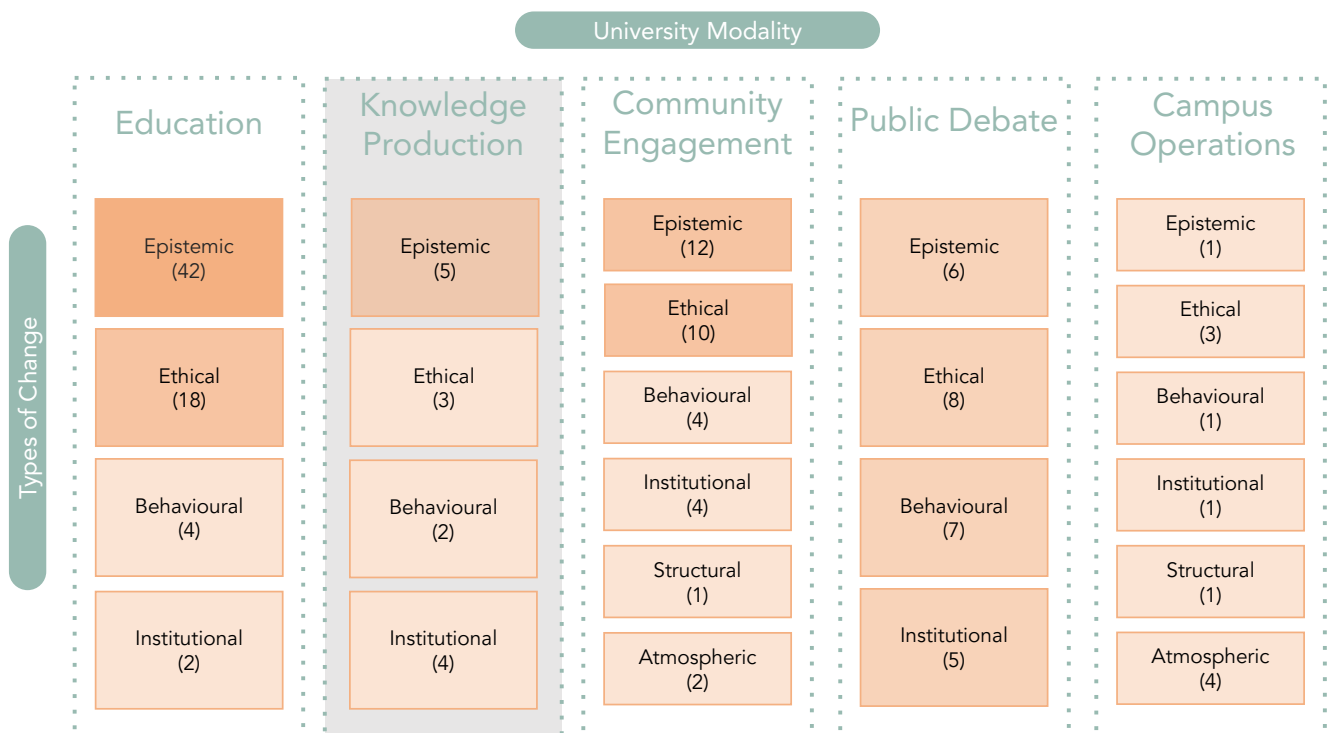 University Modality
Types of Change
Education
Epistemic
(42)
Ethical
(18)
Behavioural
(4)
Institutional
(2)
Knowledge
Production
Epistemic
(5)
Ethical
(3)
Behavioural
(2)
Institutional
(4)
Community
Engagement
Epistemic
(12)
Ethical
(10)
Behavioural
(4)
Institutional
(4)
Structural
(1)
Atmospheric
(2)
Public Debate
Epistemic
(6)
Ethical
(8)
Behavioural
(7)
Institutional
(5)
Campus
Operations
Epistemic
(1)
Ethical
(3)
Behavioural
(1)
Institutional
(1)
Structural
(1)
Atmospheric
(4)